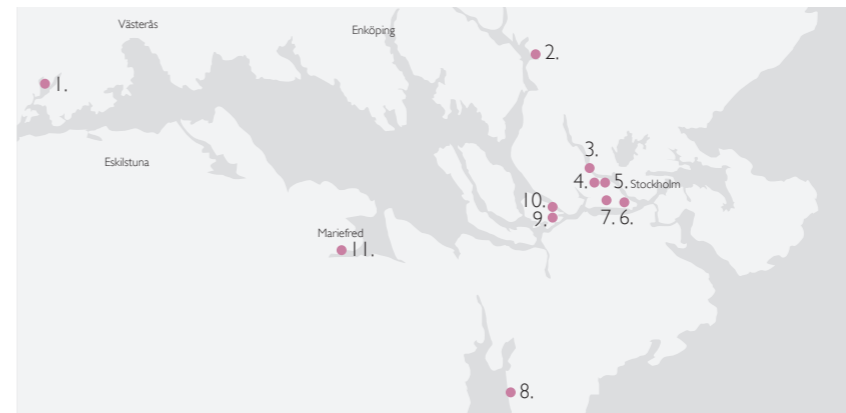 Västerås
Enköping
2.
1.
3.
Eskilstuna
4.
5. Stockholm
10.
9.
7. 6.
Mariefred
11.
8.